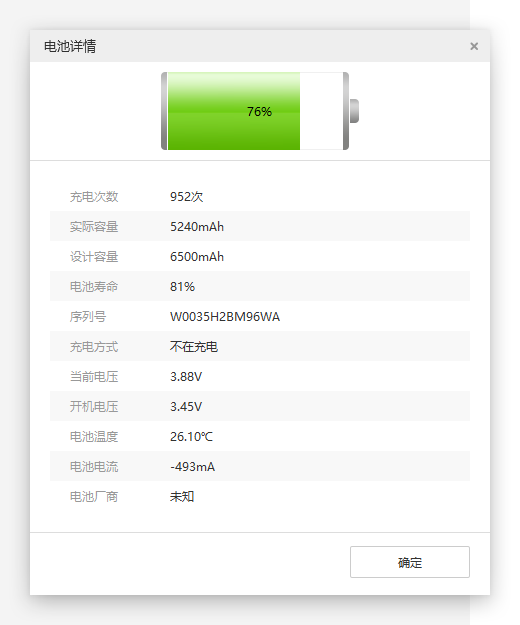 电池详情 ×
76%
充电次数 952次
实际容量 5240mAh
设计容量 6500mAh
电池寿命 81%
序列号 W0035H2BM96WA
充电方式 不在充电
当前电压 3.88V
开机电压 3.45V
电池温度 26.10℃
电池电流 -493mA
电池厂商 未知
确定